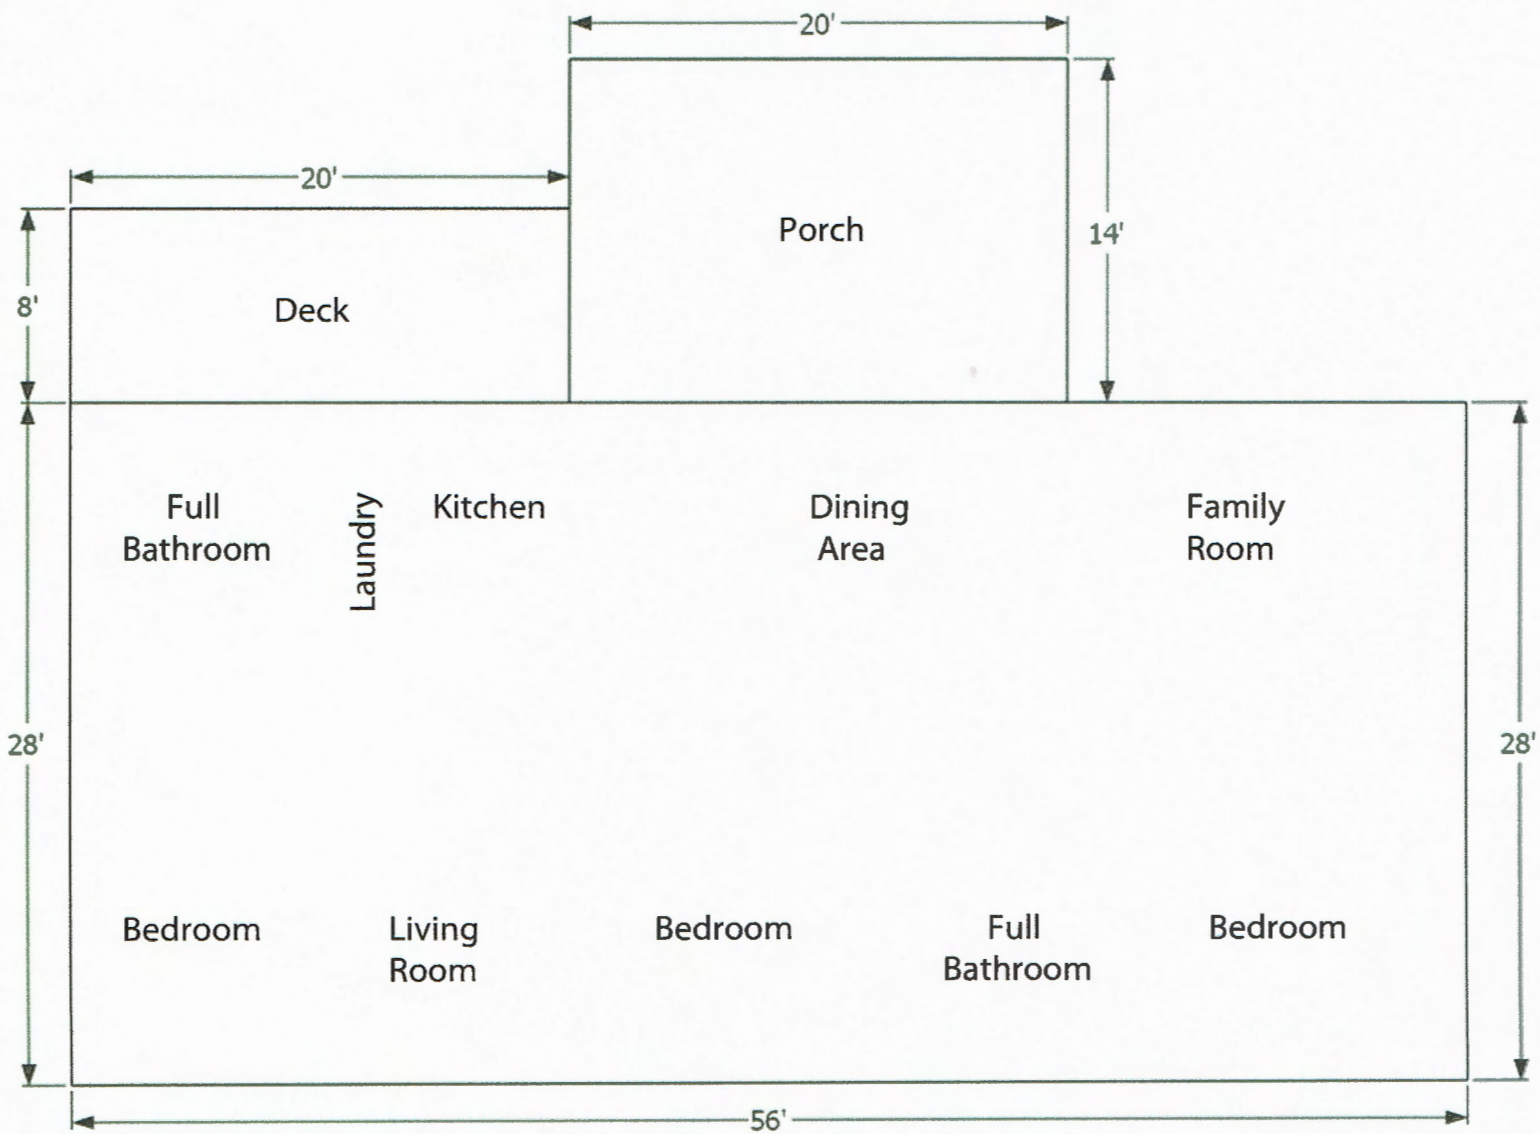 20'
20'
Porch
14'
8'
Deck
Full
Bathroom
Laundry
Kitchen
Dining
Area
Family
Room
28'
28'
Bedroom
Living
Room
Bedroom
Full
Bathroom
Bedroom
56'